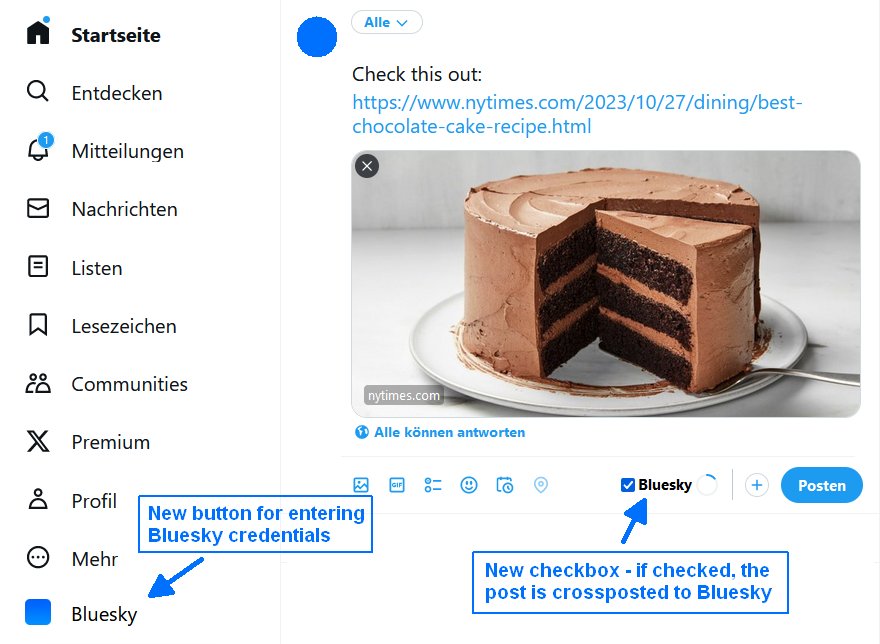 Startseite
Entdecken
1
Mitteilungen
Nachrichten
Listen
Lesezeichen
Communities
Premium
Profil
Mehr
Bluesky
New button for entering
Bluesky credentials
Alle
Check this out:
https://www.nytimes.com/2023/10/27/dining/best-
chocolate-cake-recipe.html
nytimes.com
Alle können antworten
GIF
Bluesky
Posten
New checkbox - if checked, the
post is crossposted to Bluesky